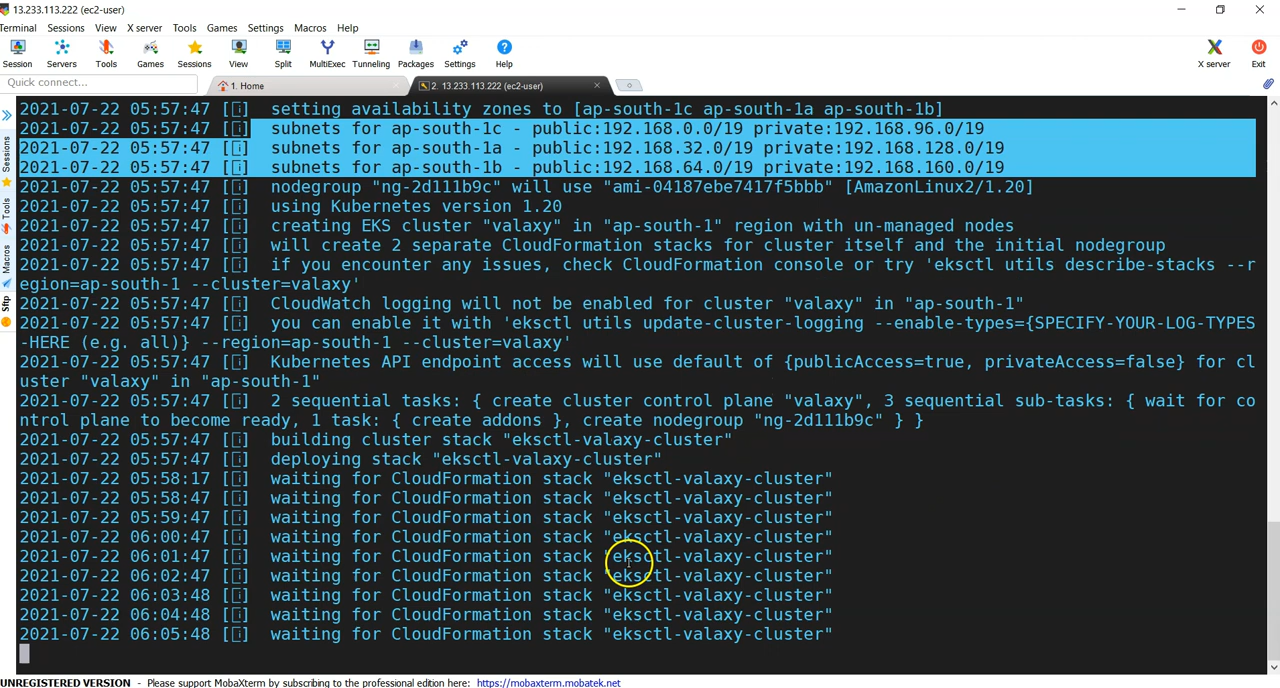 13.233.113.222 (ec2-user)
Terminal Sessions View X server Tools Games Settings Macros Help
Session Servers Tools Games Sessions View Split MultiExec Tunneling Packages Settings Help X server Exit
Quick connect... 1. Home 2. 13.233.113.222 (ec2-user)
Sessions
Tools
Macros
Sftp
2021-07-22 05:57:47 [i] setting availability zones to [ap-south-1c ap-south-1a ap-south-1b]
2021-07-22 05:57:47 [i] subnets for ap-south-1c - public:192.168.0.0/19 private:192.168.96.0/19
2021-07-22 05:57:47 [i] subnets for ap-south-1a - public:192.168.32.0/19 private:192.168.128.0/19
2021-07-22 05:57:47 [i] subnets for ap-south-1b - public:192.168.64.0/19 private:192.168.160.0/19
2021-07-22 05:57:47 [i] nodegroup "ng-2d111b9c" will use "ami-04187ebe7417f5bbb" [AmazonLinux2/1.20]
2021-07-22 05:57:47 [i] using Kubernetes version 1.20
2021-07-22 05:57:47 [i] creating EKS cluster "valaxy" in "ap-south-1" region with un-managed nodes
2021-07-22 05:57:47 [i] will create 2 separate CloudFormation stacks for cluster itself and the initial nodegroup
2021-07-22 05:57:47 [i] if you encounter any issues, check CloudFormation console or try 'eksctl utils describe-stacks --r
egion=ap-south-1 --cluster=valaxy'
2021-07-22 05:57:47 [i] CloudWatch logging will not be enabled for cluster "valaxy" in "ap-south-1"
2021-07-22 05:57:47 [i] you can enable it with 'eksctl utils update-cluster-logging --enable-types={SPECIFY-YOUR-LOG-TYPES
-HERE (e.g. all)} --region=ap-south-1 --cluster=valaxy'
2021-07-22 05:57:47 [i] Kubernetes API endpoint access will use default of {publicAccess=true, privateAccess=false} for cl
uster "valaxy" in "ap-south-1"
2021-07-22 05:57:47 [i] 2 sequential tasks: { create cluster control plane "valaxy", 3 sequential sub-tasks: { wait for co
ntrol plane to become ready, 1 task: { create addons }, create nodegroup "ng-2d111b9c" } }
2021-07-22 05:57:47 [i] building cluster stack "eksctl-valaxy-cluster"
2021-07-22 05:57:47 [i] deploying stack "eksctl-valaxy-cluster"
2021-07-22 05:58:17 [i] waiting for CloudFormation stack "eksctl-valaxy-cluster"
2021-07-22 05:58:47 [i] waiting for CloudFormation stack "eksctl-valaxy-cluster"
2021-07-22 05:59:47 [i] waiting for CloudFormation stack "eksctl-valaxy-cluster"
2021-07-22 06:00:47 [i] waiting for CloudFormation stack "eksctl-valaxy-cluster"
2021-07-22 06:01:47 [i] waiting for CloudFormation stack "eksctl-valaxy-cluster"
2021-07-22 06:02:47 [i] waiting for CloudFormation stack "eksctl-valaxy-cluster"
2021-07-22 06:03:48 [i] waiting for CloudFormation stack "eksctl-valaxy-cluster"
2021-07-22 06:04:48 [i] waiting for CloudFormation stack "eksctl-valaxy-cluster"
2021-07-22 06:05:48 [i] waiting for CloudFormation stack "eksctl-valaxy-cluster"
UNREGISTERED VERSION - Please support MobaXterm by subscribing to the professional edition here: https://mobaxterm.mobatek.net